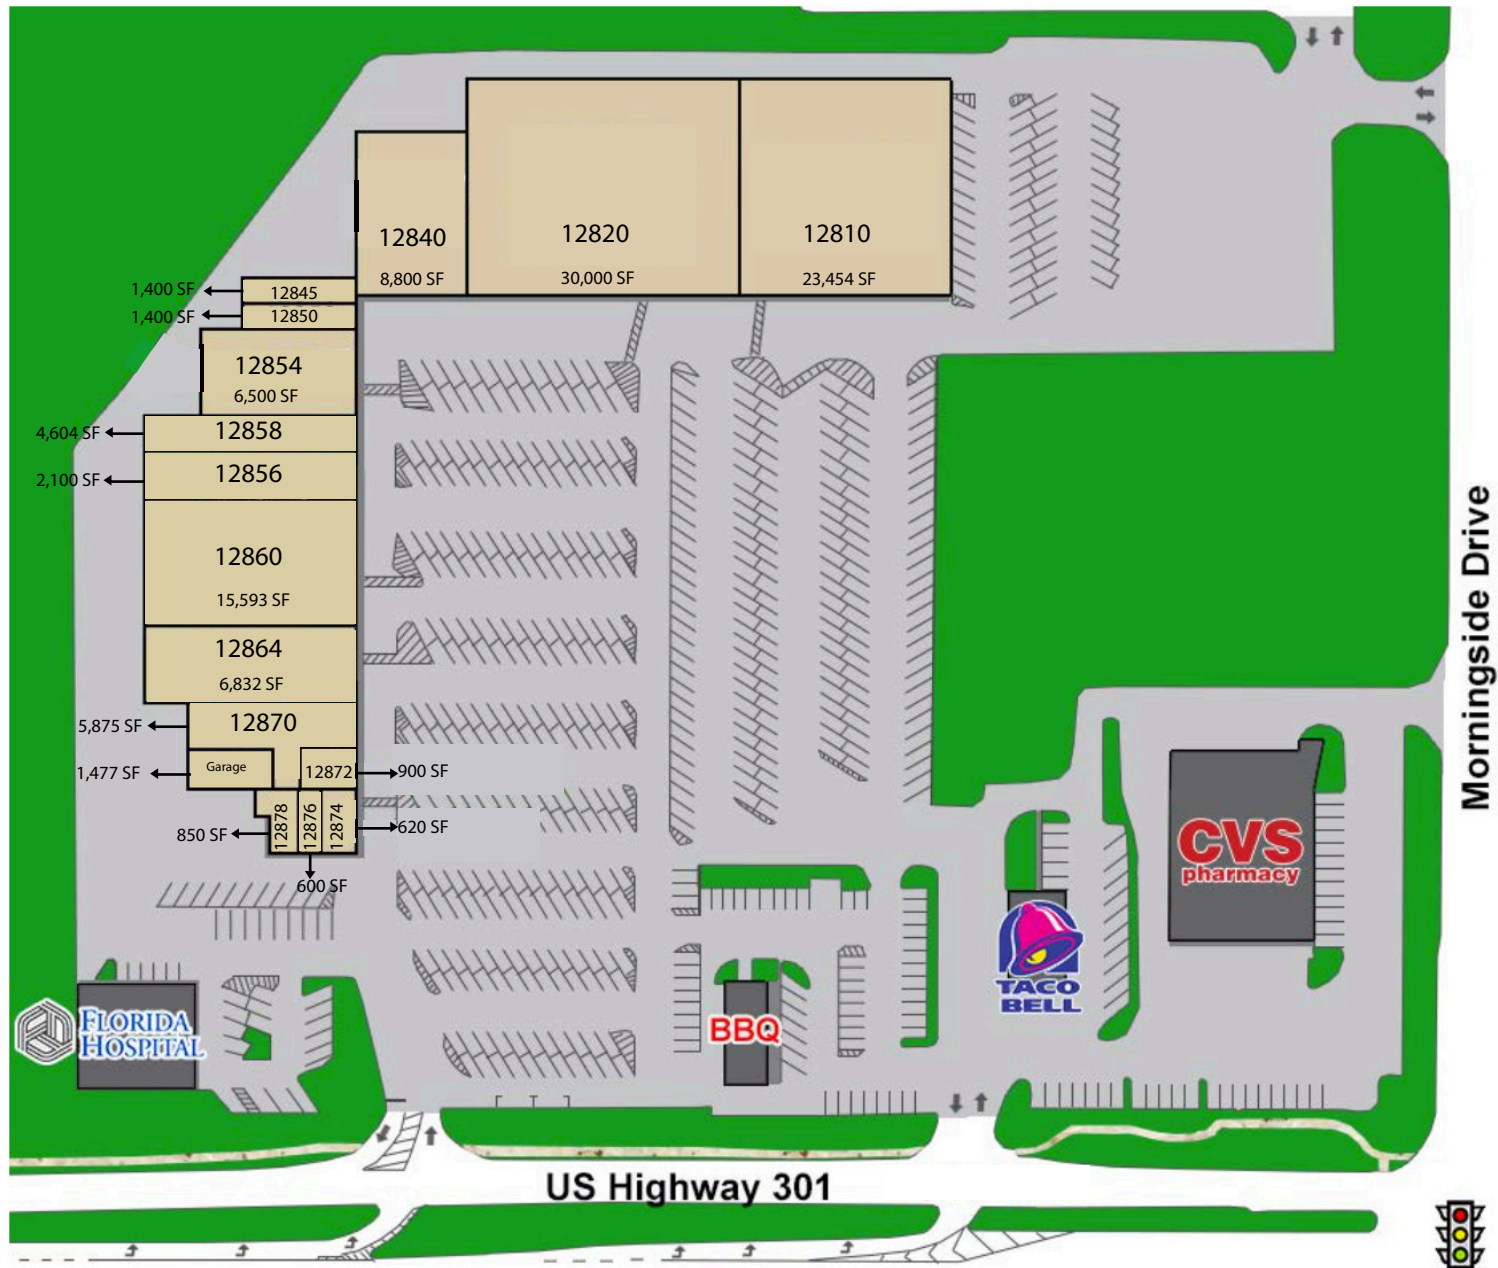 12840
8,800 SF
12820
30,000 SF
12810
23,454 SF
1,400 SF
12845
1,400 SF
12850
12854
6,500 SF
4,604 SF
12858
2,100 SF
12856
12860
15,593 SF
12864
6,832 SF
5,875 SF
12870
1,477 SF
Garage
12872
900 SF
850 SF
12878
12876
12874
620 SF
600 SF
Morningside Drive
CVS
pharmacy
TACO
BELL
FLORIDA
HOSPITAL
BBQ
US Highway 301